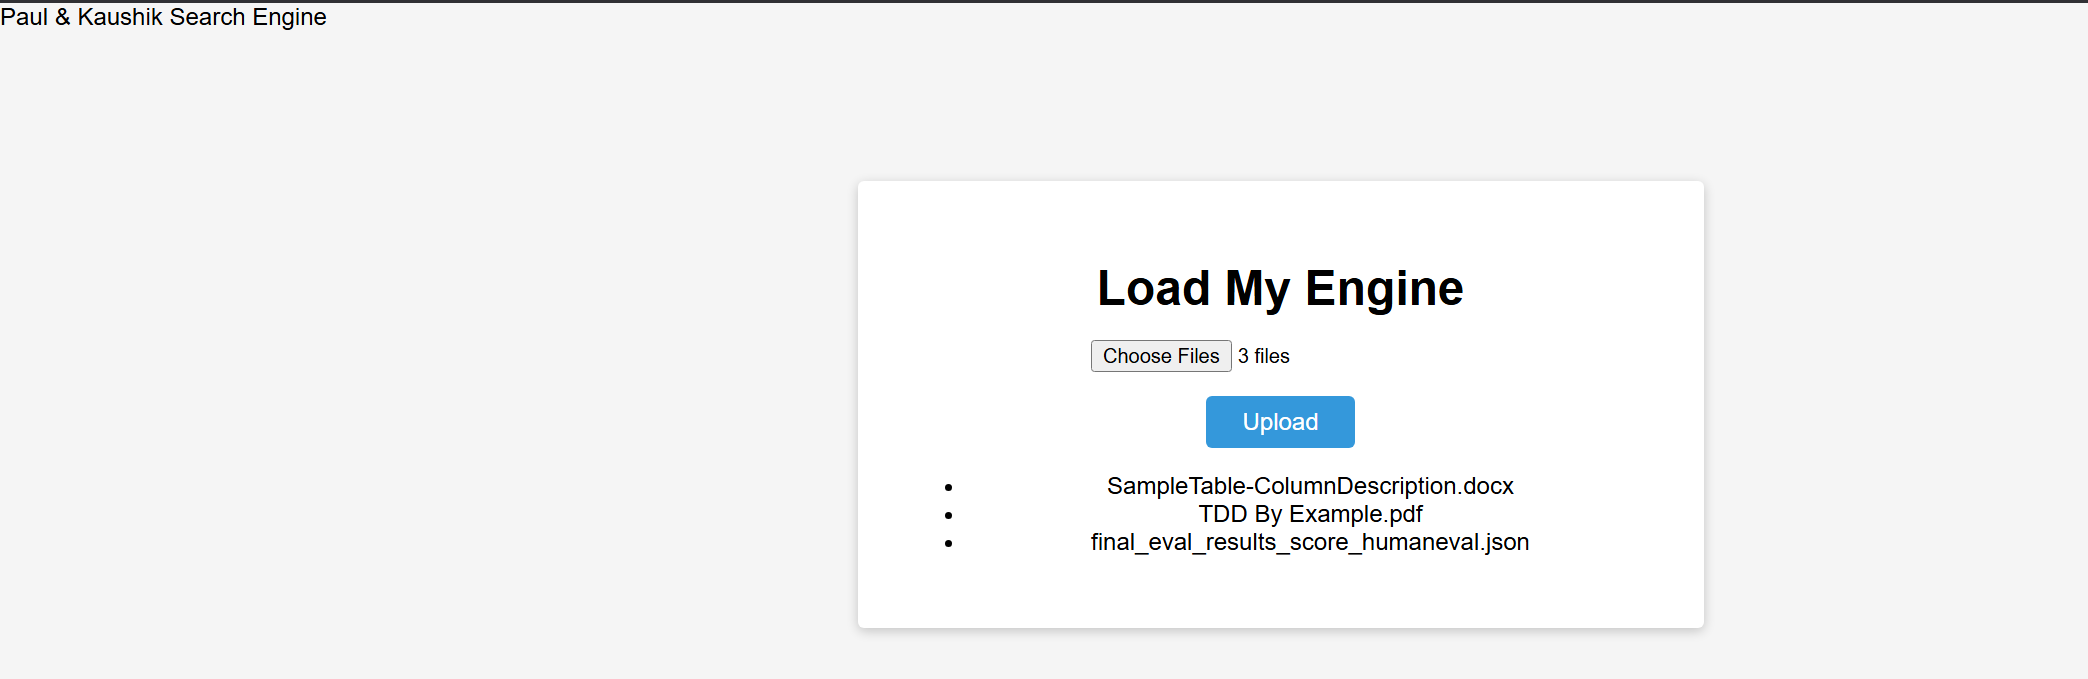 Paul & Kaushik Search Engine
Load My Engine
Choose Files 3 files
Upload
SampleTable-ColumnDescription.docx
TDD By Example.pdf
final_eval_results_score_humaneval.json